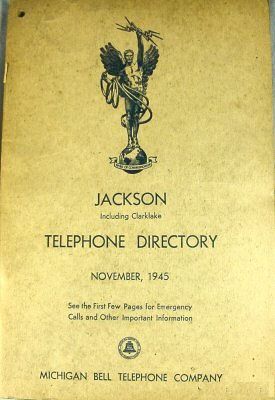 JACKSON
Including Clarklake
TELEPHONE DIRECTORY
NOVEMBER, 1945
See the First Few Pages for Emergency
Calls and Other Important Information
MICHIGAN BELL TELEPHONE COMPANY